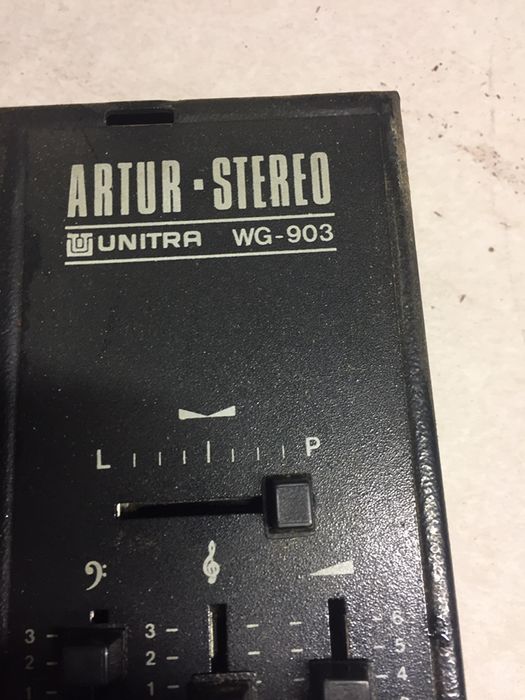 ARTUR · STEREO
UNITRA WG-903
L P
6
3 3 5
2 2 4
1 1